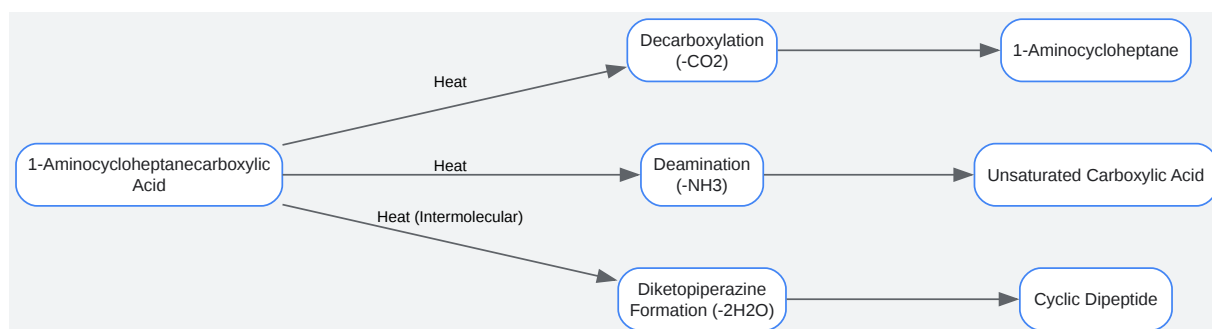 Decarboxylation
(-CO2)
1-Aminocycloheptane
Heat
1-Aminocycloheptanecarboxylic
Acid
Heat
Deamination
(-NH3)
Unsaturated Carboxylic Acid
Heat (Intermolecular)
Diketopiperazine
Formation (-2H2O)
Cyclic Dipeptide